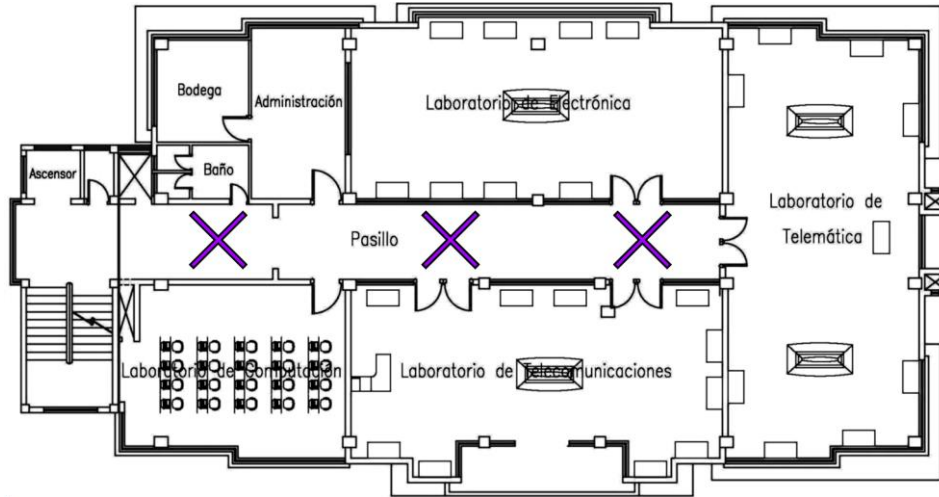 Bodega
Administración
Laboratorio de Electrónica
Ascensor
Baño
Laboratorio de
Telemática
Pasillo
Laboratorio de Computación
Laboratorio de Telecomunicaciones